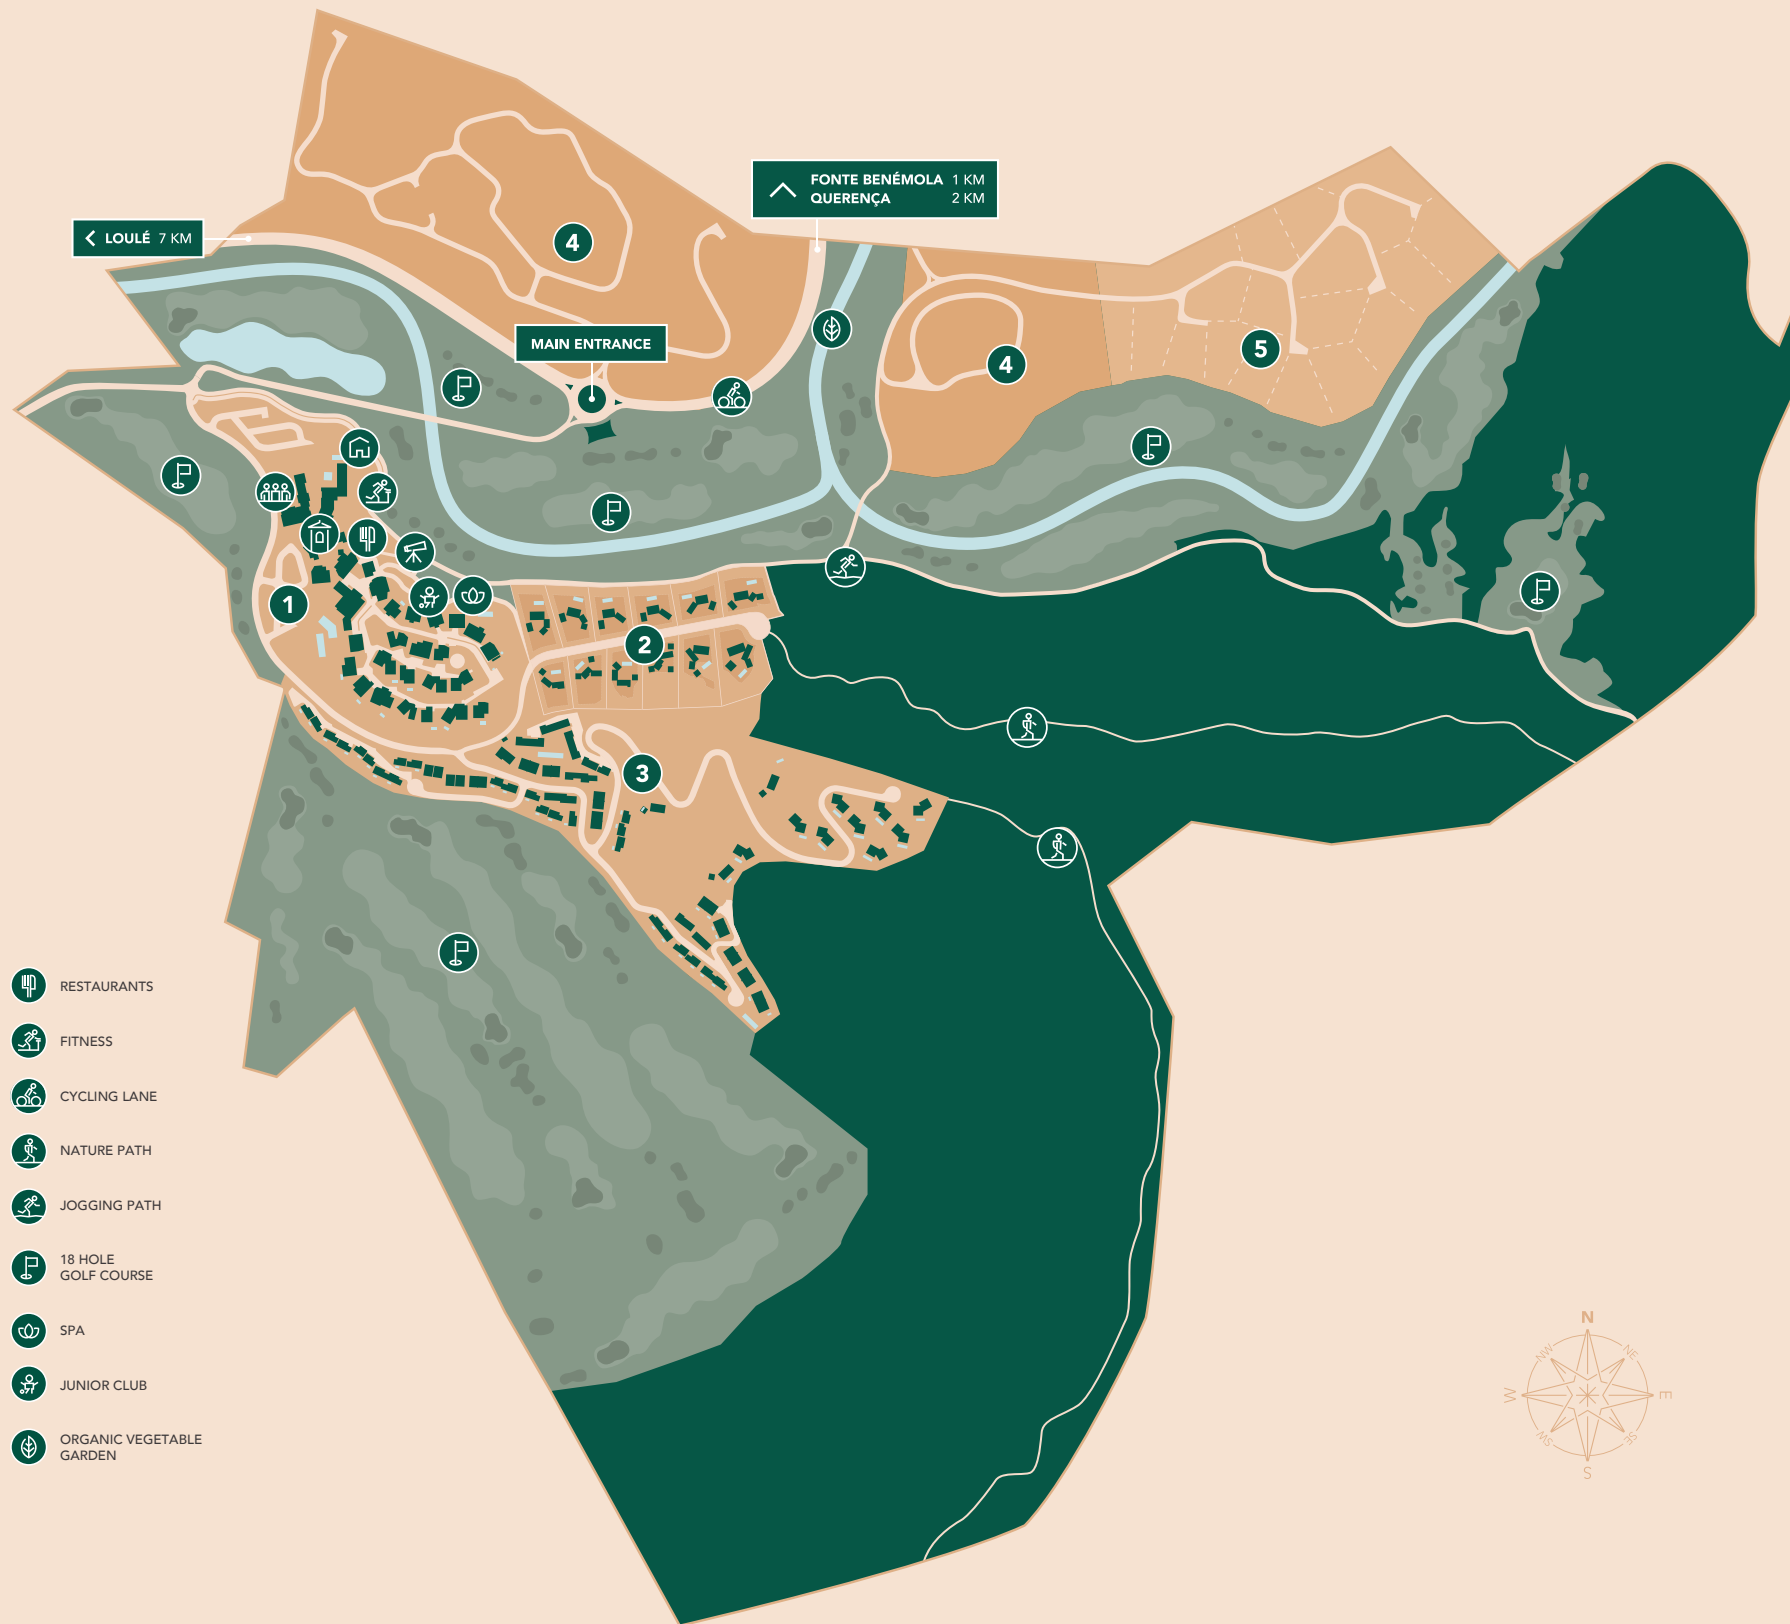 FONTE BENÉMOLA 1 KM
QUERENÇA 2 KM
LOULÉ 7 KM
4
MAIN ENTRANCE
4
5
1
2
3
RESTAURANTS
FITNESS
CYCLING LANE
NATURE PATH
JOGGING PATH
18 HOLE
GOLF COURSE
SPA
JUNIOR CLUB
ORGANIC VEGETABLE
GARDEN
N
NW
NE
W
E
SW
SE
S